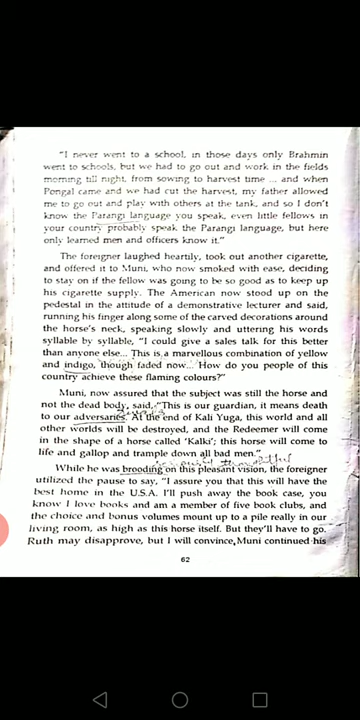 "I never went to a school, in those days only Brahmin
went to schools, but we had to go out and work in the fields
morning till night, from sowing to harvest time ... and when
Pongal came and we had cut the harvest, my father allowed
me to go out and play with others at the tank, and so I don't
know the Parangi language you speak, even little fellows in
your country probably speak the Parangi language, but here
only learned men and officers know it."
The foreigner laughed heartily, took out another cigarette,
and offered it to Muni, who now smoked with ease, deciding
to stay on if the fellow was going to be so good as to keep up
his cigarette supply. The American now stood up on the
pedestal in the attitude of a demonstrative lecturer and said,
running his finger along some of the carved decorations around
the horse's neck, speaking slowly and uttering his words
syllable by syllable, "I could give a sales talk for this better
than anyone else... This is a marvellous combination of yellow
and indigo, though faded now... How do you people of this
country achieve these flaming colours?"
Muni, now assured that the subject was still the horse and
not the dead body, said, "This is our guardian, it means death
to our adversaries. At the end of Kali Yuga, this world and all
other worlds will be destroyed, and the Redeemer will come
in the shape of a horse called 'Kalki'; this horse will come to
life and gallop and trample down all bad men."
While he was brooding on this pleasant vision, the foreigner
utilized the pause to say, "I assure you that this will have the
best home in the U.S.A. I'll push away the book case, you
know I love books and am a member of five book clubs, and
the choice and bonus volumes mount up to a pile really in our
living room, as high as this horse itself. But they'll have to go.
Ruth may disapprove, but I will convince, Muni continued his
62